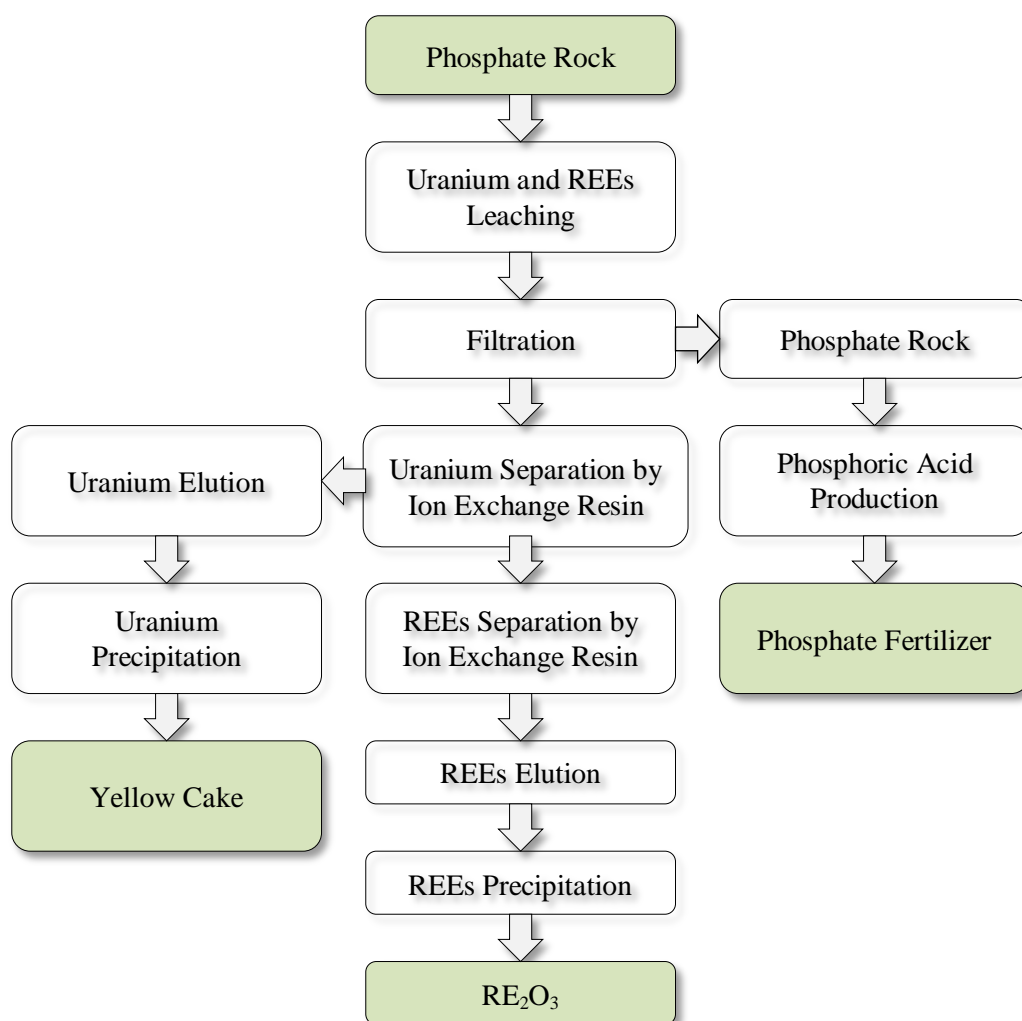 Phosphate Rock
Uranium and REEs
Leaching
Filtration
Phosphate Rock
Uranium Elution
Uranium Separation by
Ion Exchange Resin
Phosphoric Acid
Production
Uranium
Precipitation
REEs Separation by
Ion Exchange Resin
Phosphate Fertilizer
Yellow Cake
REEs Elution
REEs Precipitation
RE₂O₃